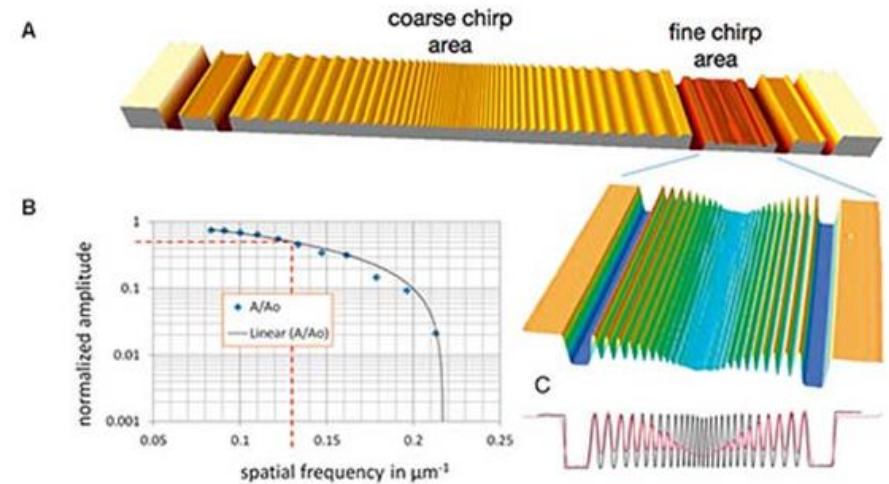 A
coarse chirp
area
fine chirp
area
B
normalized amplitude
1
0.1
0.01
0.001
A/Ao
Linear (A/Ao)
0.05
0.1
0.15
0.2
0.25
spatial frequency in μm⁻¹
C